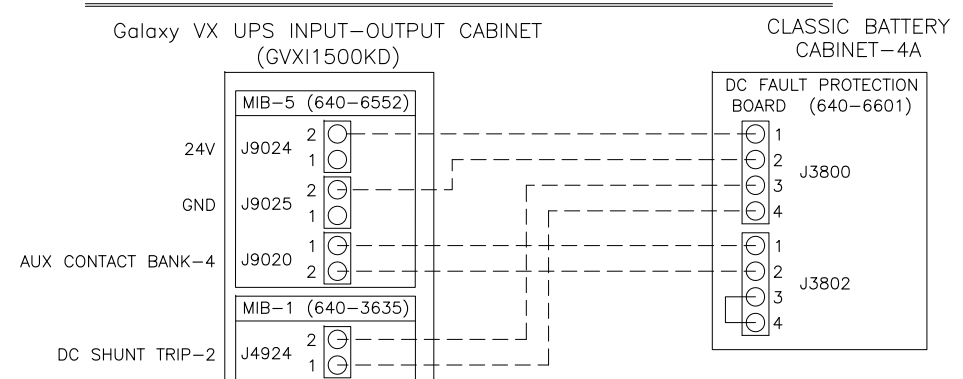 Galaxy VX UPS INPUT-OUTPUT CABINET
(GVXI1500KD)
CLASSIC BATTERY
CABINET-4A
MIB-5 (640-6552)
24V
J9024
2
1
GND
J9025
2
1
AUX CONTACT BANK-4
J9020
1
2
MIB-1 (640-3635)
DC SHUNT TRIP-2
J4924
2
1
DC FAULT PROTECTION
BOARD (640-6601)
1
2
3
4
J3800
1
2
3
4
J3802